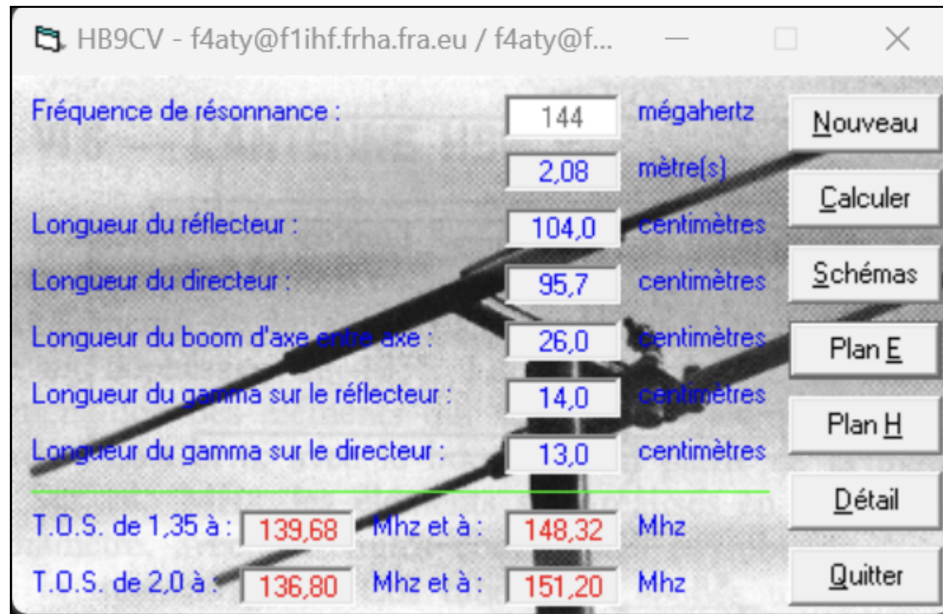 HB9CV - f4aty@f1ihf.frha.fra.eu / f4aty@f...
Fréquence de résonnance : 144 mégahertz Nouveau
2,08 mètre(s)
Longueur du réflecteur : 104,0 centimètres Calculer
Longueur du directeur : 95,7 centimètres Schémas
Longueur du boom d'axe entre axe : 26,0 centimètres Plan E
Longueur du gamma sur le réflecteur : 14,0 centimètres Plan H
Longueur du gamma sur le directeur : 13,0 centimètres
T.O.S. de 1,35 à : 139,68 Mhz et à : 148,32 Mhz Détail
T.O.S. de 2,0 à : 136,80 Mhz et à : 151,20 Mhz Quitter